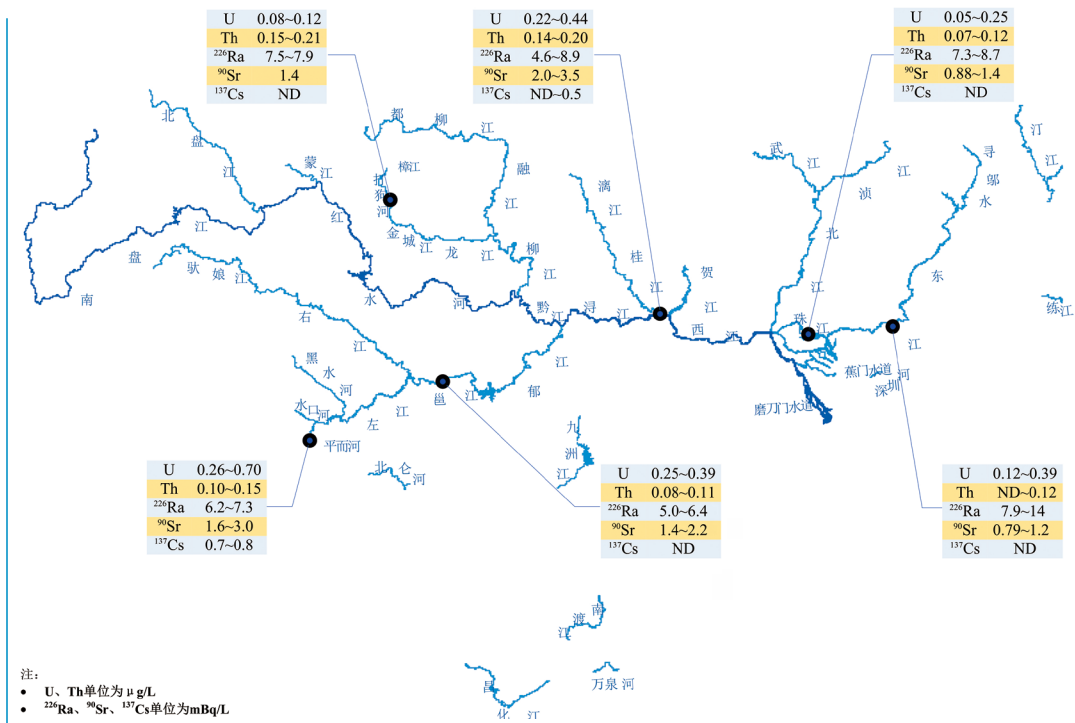 U 0.08~0.12
Th 0.15~0.21
²²⁶Ra 7.5~7.9
⁹⁰Sr 1.4
¹³⁷Cs ND
U 0.22~0.44
Th 0.14~0.20
²²⁶Ra 4.6~8.9
⁹⁰Sr 2.0~3.5
¹³⁷Cs ND~0.5
U 0.05~0.25
Th 0.07~0.12
²²⁶Ra 7.3~8.7
⁹⁰Sr 0.88~1.4
¹³⁷Cs ND
北盘江
都柳江
融江
樟江
打狗河
金城江
龙江
柳江
蒙江
红水河
南盘江
驮娘江
右江
黑水河
水口河
平而河
左江
邕江
郁江
黔江
浔江
漓江
桂江
贺江
西江
武江
浈江
北江
珠江
寻邬水
东江
汀江
练江
蕉门水道
深圳河
磨刀门水道
九洲江
北仑河
U 0.26~0.70
Th 0.10~0.15
²²⁶Ra 6.2~7.3
⁹⁰Sr 1.6~3.0
¹³⁷Cs 0.7~0.8
U 0.25~0.39
Th 0.08~0.11
²²⁶Ra 5.0~6.4
⁹⁰Sr 1.4~2.2
¹³⁷Cs ND
U 0.12~0.39
Th ND~0.12
²²⁶Ra 7.9~14
⁹⁰Sr 0.79~1.2
¹³⁷Cs ND
南渡江
万泉河
昌化江
注：
● U、Th单位为μg/L
● ²²⁶Ra、⁹⁰Sr、¹³⁷Cs单位为mBq/L